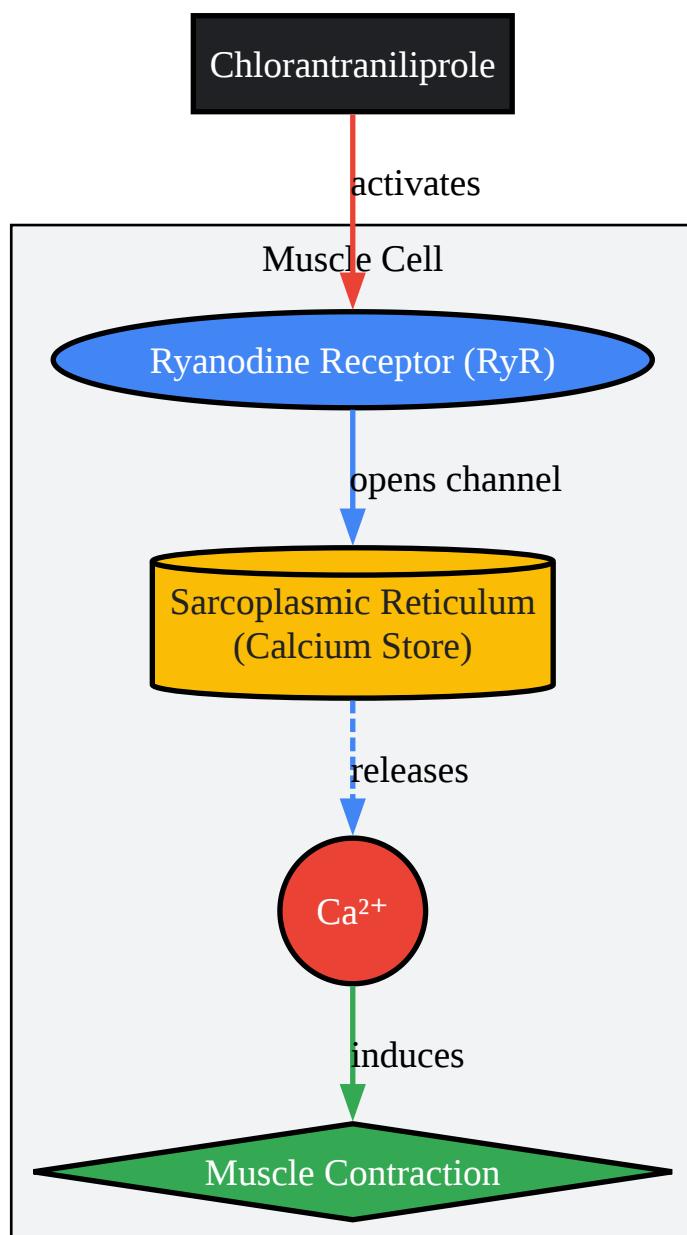 Chlorantraniliprole
activates
Muscle Cell
Ryanodine Receptor (RyR)
opens channel
Sarcoplasmic Reticulum
(Calcium Store)
releases
Ca²⁺
induces
Muscle Contraction